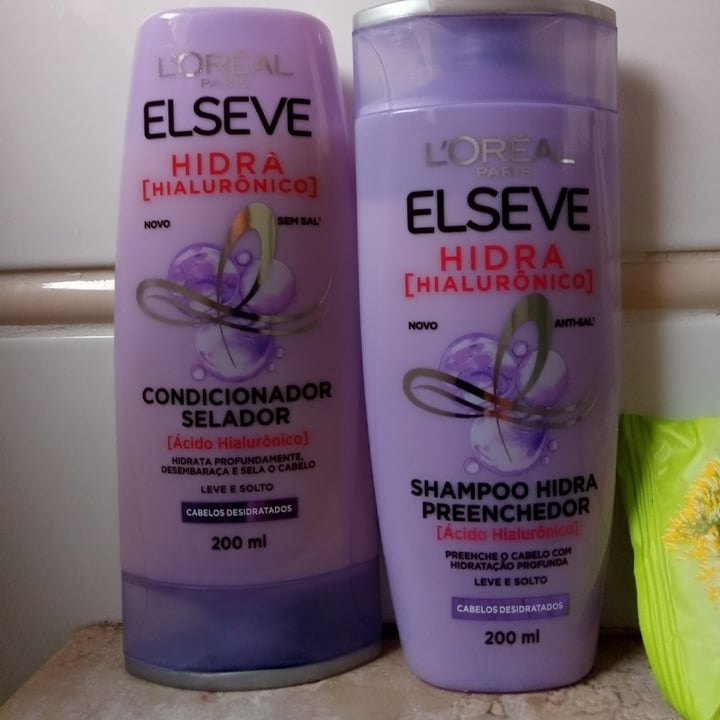 L'ORÉAL
PARIS
ELSEVE
HIDRA
[HIALURÔNICO]
NOVO
SEM SAL¹
CONDICIONADOR
SELADOR
[Ácido Hialurônico]
HIDRATA PROFUNDAMENTE,
DESEMBARAÇA E SELA O CABELO
LEVE E SOLTO
CABELOS DESIDRATADOS
200 ml
L'ORÉAL
PARIS
ELSEVE
HIDRA
[HIALURÔNICO]
NOVO
ANTI-SAL¹
SHAMPOO HIDRA
PREENCHEDOR
[Ácido Hialurônico]
PREENCHE O CABELO COM
HIDRATAÇÃO PROFUNDA
LEVE E SOLTO
CABELOS DESIDRATADOS
200 ml